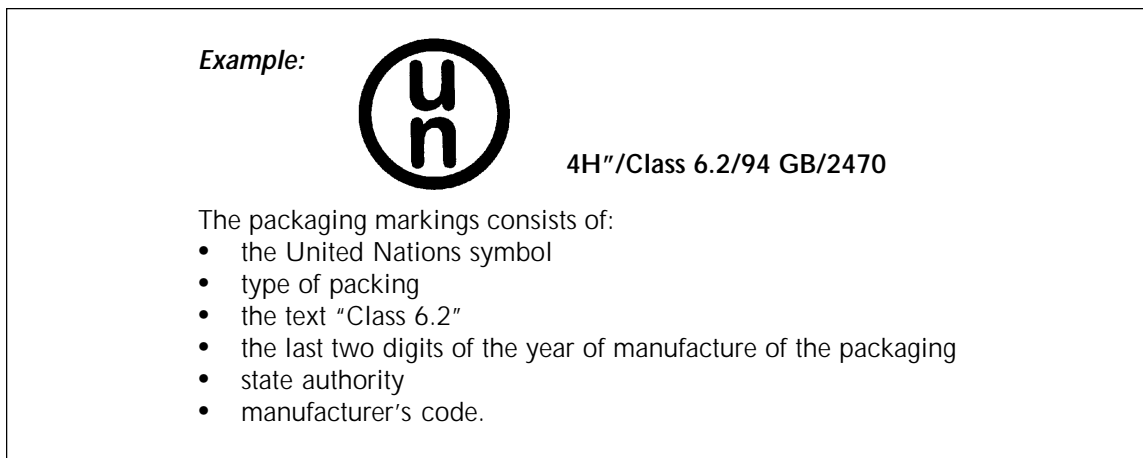 Example:
un
4H”/Class 6.2/94 GB/2470
The packaging markings consists of:
• the United Nations symbol
• type of packing
• the text “Class 6.2”
• the last two digits of the year of manufacture of the packaging
• state authority
• manufacturer's code.